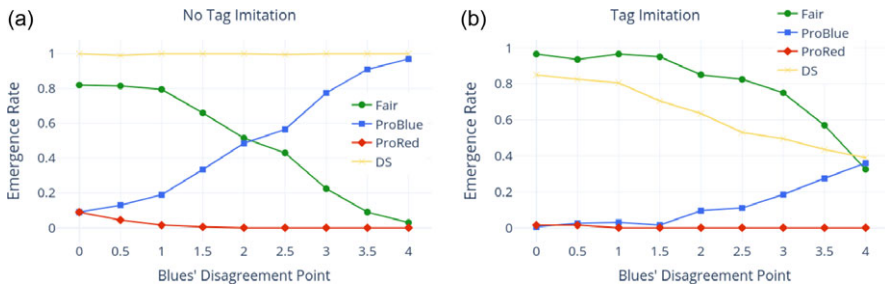 (a)
No Tag Imitation
Emergence Rate
1
0.8
0.6
0.4
0.2
0
0 0.5 1 1.5 2 2.5 3 3.5 4
Blues' Disagreement Point
Fair
ProBlue
ProRed
DS
(b)
Tag Imitation
Emergence Rate
1
0.8
0.6
0.4
0.2
0
0 0.5 1 1.5 2 2.5 3 3.5 4
Blues' Disagreement Point
Fair
ProBlue
ProRed
DS